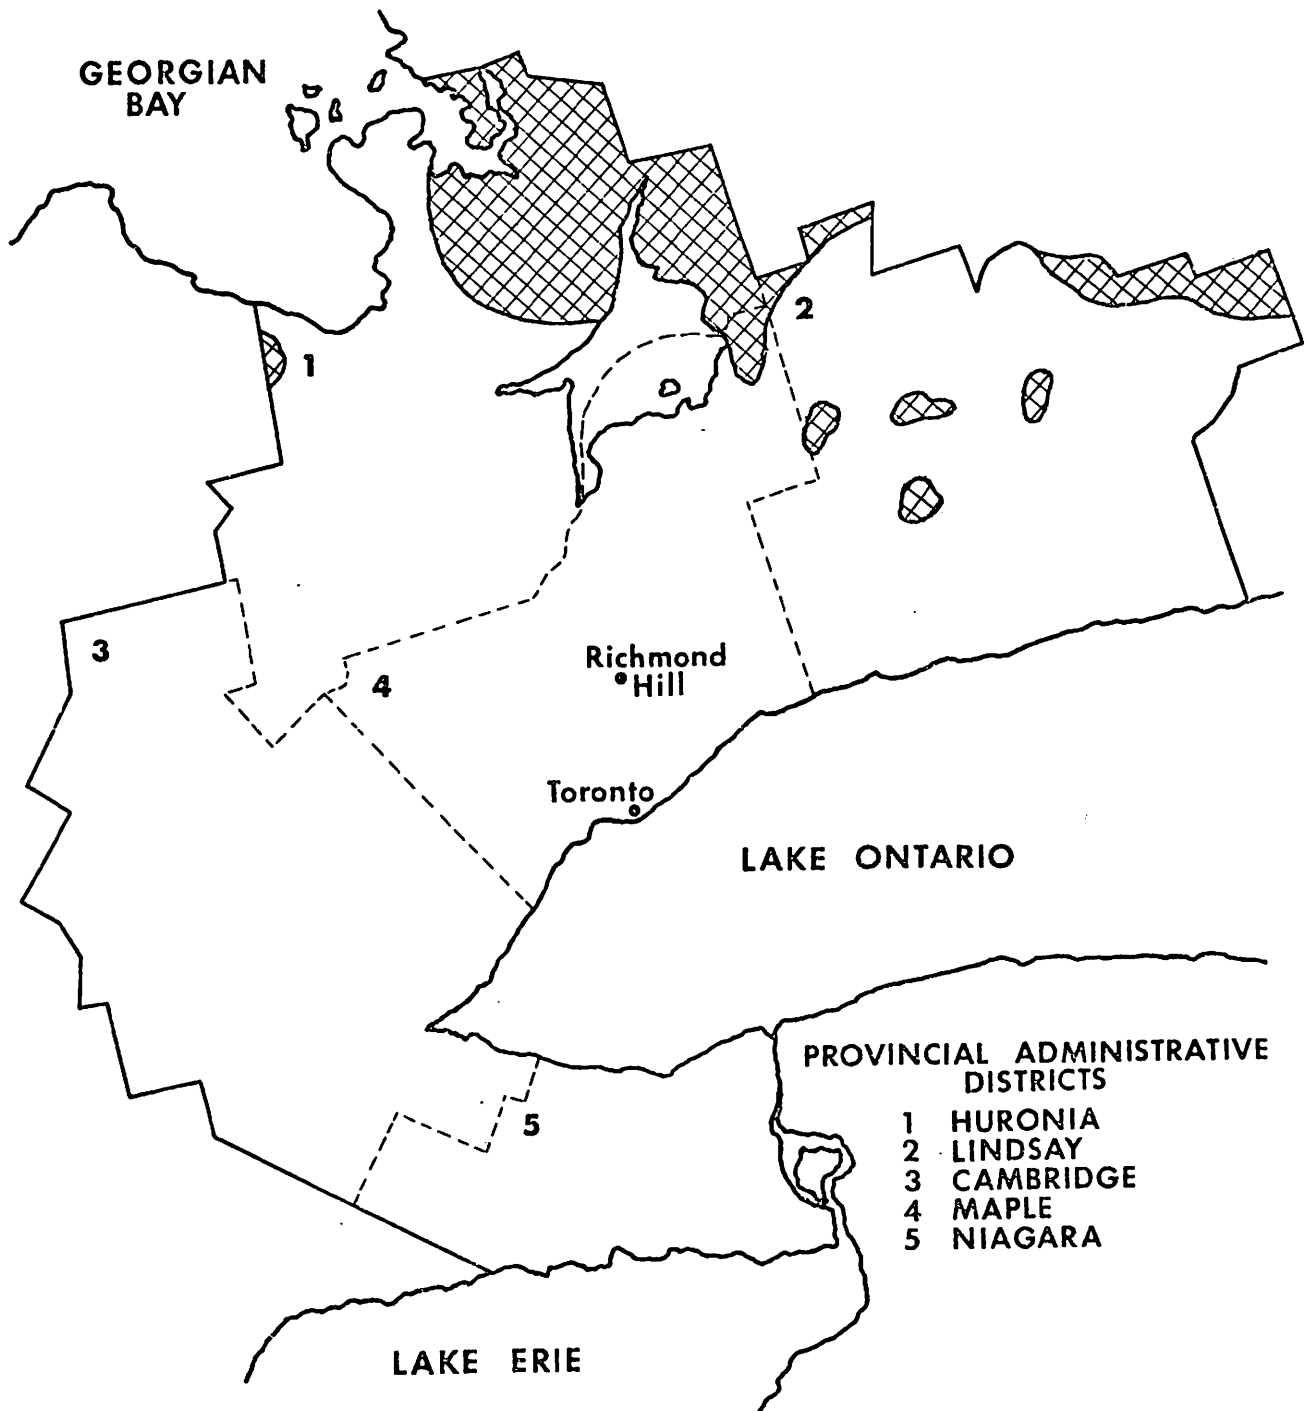 GEORGIAN
BAY
2
1
3
Richmond
Hill
4
Toronto
LAKE ONTARIO
PROVINCIAL ADMINISTRATIVE
DISTRICTS
1 HURONIA
2 LINDSAY
3 CAMBRIDGE
4 MAPLE
5 NIAGARA
5
LAKE ERIE